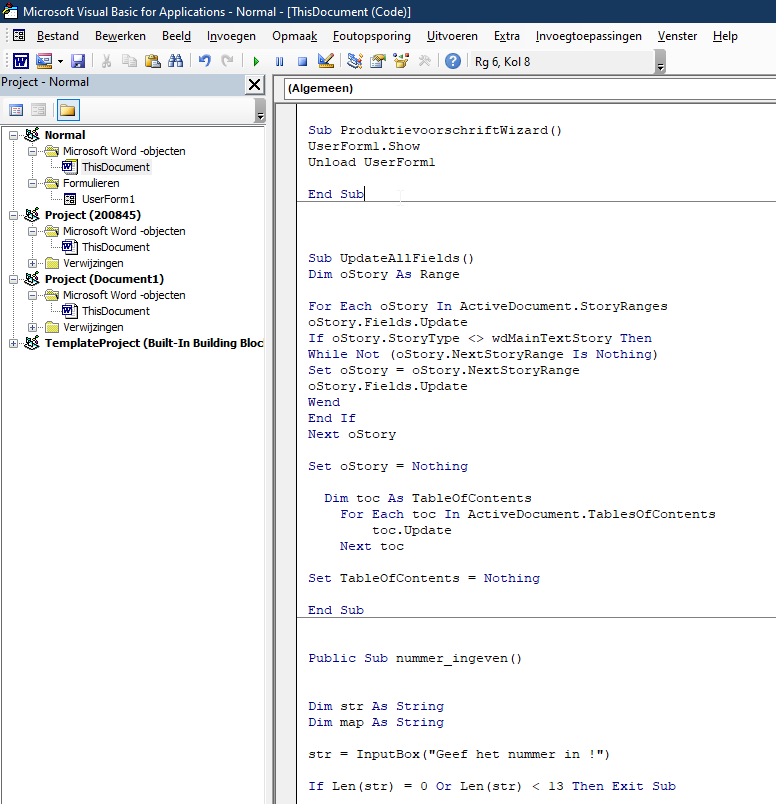 Microsoft Visual Basic for Applications - Normal - [ThisDocument (Code)]
Bestand Bewerken Beeld Invoegen Opmaak Foutopsporing Uitvoeren Extra Invoegtoepassingen Venster Help
Rg 6, Kol 8
Project - Normal
Normal
Microsoft Word -objecten
ThisDocument
Formulieren
UserForm1
Project (200845)
Microsoft Word -objecten
ThisDocument
Verwijzingen
Project (Document1)
Microsoft Word -objecten
ThisDocument
Verwijzingen
TemplateProject (Built-In Building Bloc
(Algemeen)
Sub ProduktievoorschriftWizard()
UserForm1.Show
Unload UserForm1
End Sub
Sub UpdateAllFields()
Dim oStory As Range
For Each oStory In ActiveDocument.StoryRanges
oStory.Fields.Update
If oStory.StoryType <> wdMainTextStory Then
While Not (oStory.NextStoryRange Is Nothing)
Set oStory = oStory.NextStoryRange
oStory.Fields.Update
Wend
End If
Next oStory
Set oStory = Nothing
Dim toc As TableOfContents
For Each toc In ActiveDocument.TablesOfContents
toc.Update
Next toc
Set TableOfContents = Nothing
End Sub
Public Sub nummer_ingeven()
Dim str As String
Dim map As String
str = InputBox("Geef het nummer in !")
If Len(str) = 0 Or Len(str) < 13 Then Exit Sub